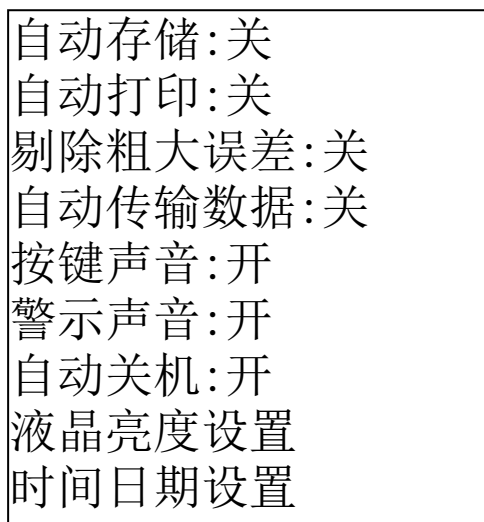 自动存储:关
自动打印:关
剔除粗大误差:关
自动传输数据:关
按键声音:开
警示声音:开
自动关机:开
液晶亮度设置
时间日期设置